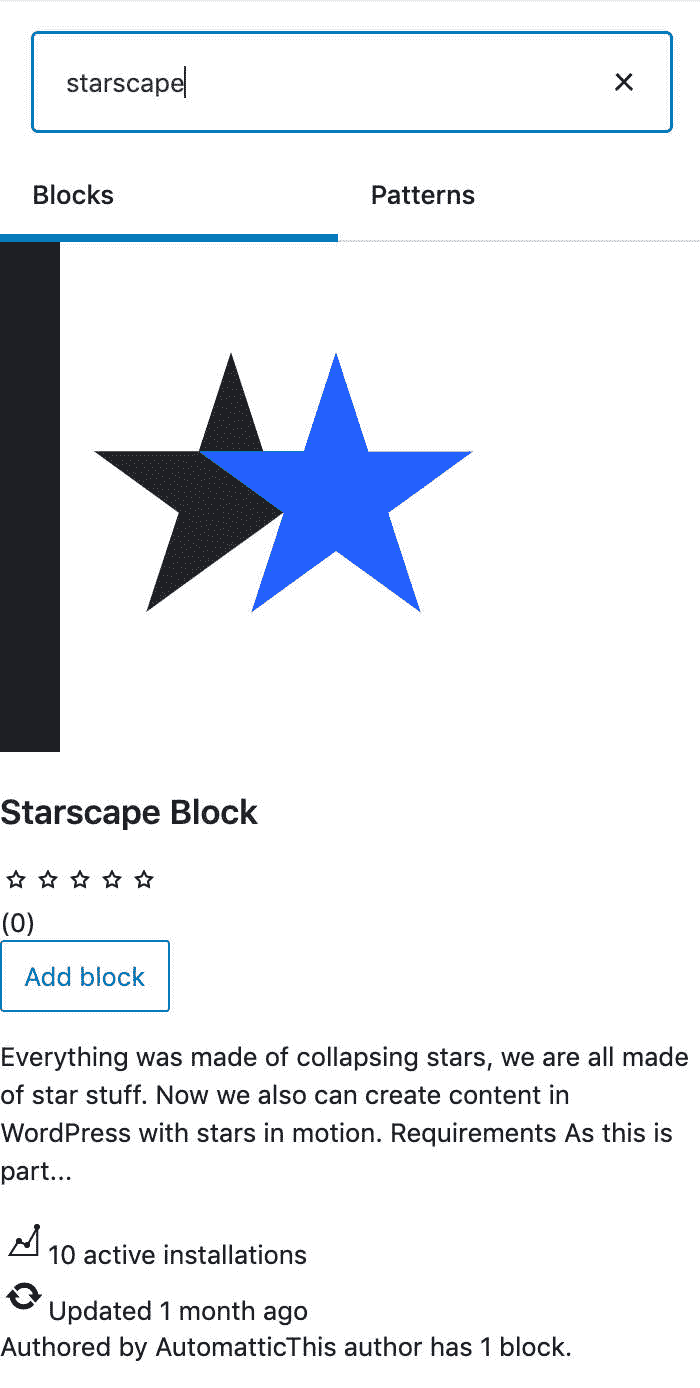 starscape
Blocks
Patterns
Starscape Block
(0)
Add block
Everything was made of collapsing stars, we are all made
of star stuff. Now we also can create content in
WordPress with stars in motion. Requirements As this is
part...
10 active installations
Updated 1 month ago
Authored by AutomatticThis author has 1 block.